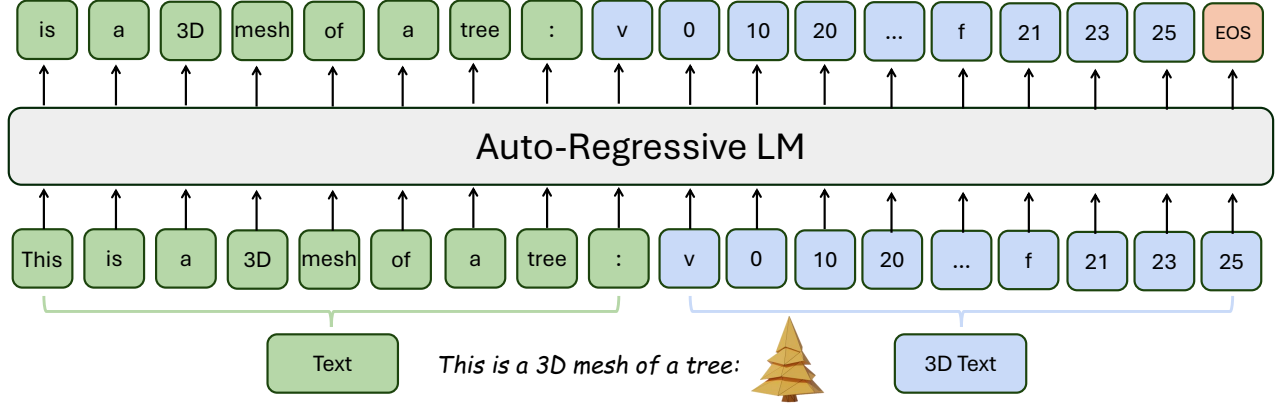 is a 3D mesh of a tree : v 0 10 20 ... f 21 23 25 EOS
Auto-Regressive LM
This is a 3D mesh of a tree : v 0 10 20 ... f 21 23 25
Text This is a 3D mesh of a tree: 3D Text